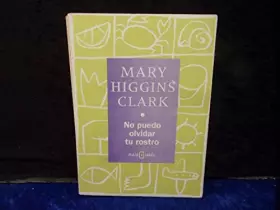 MARY
HIGGINS
CLARK
No puedo
olvidar
tu rostro